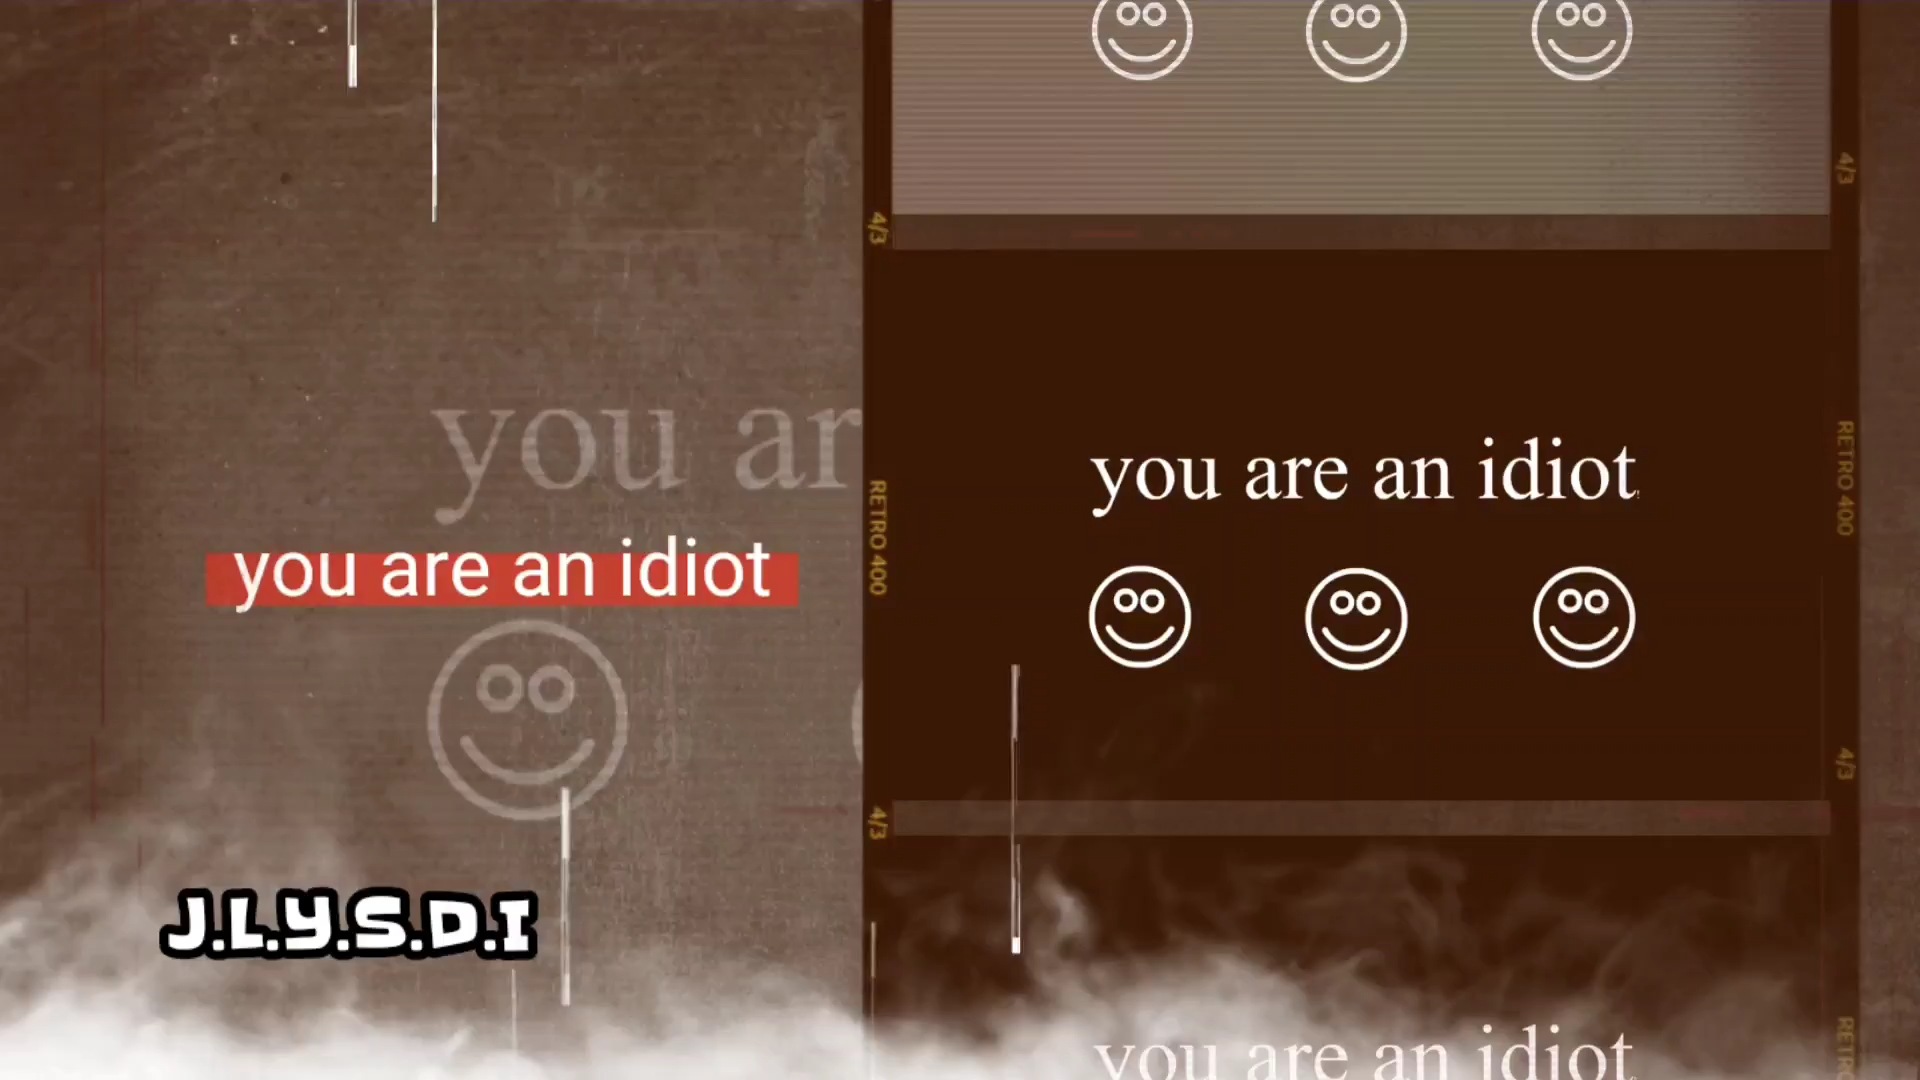 4/3
4/3
you ar
you are an idiot
RETRO 400
RETRO 400
you are an idiot
4/3
4/3
J.L.Y.S.D.I
you are an idiot
RETR